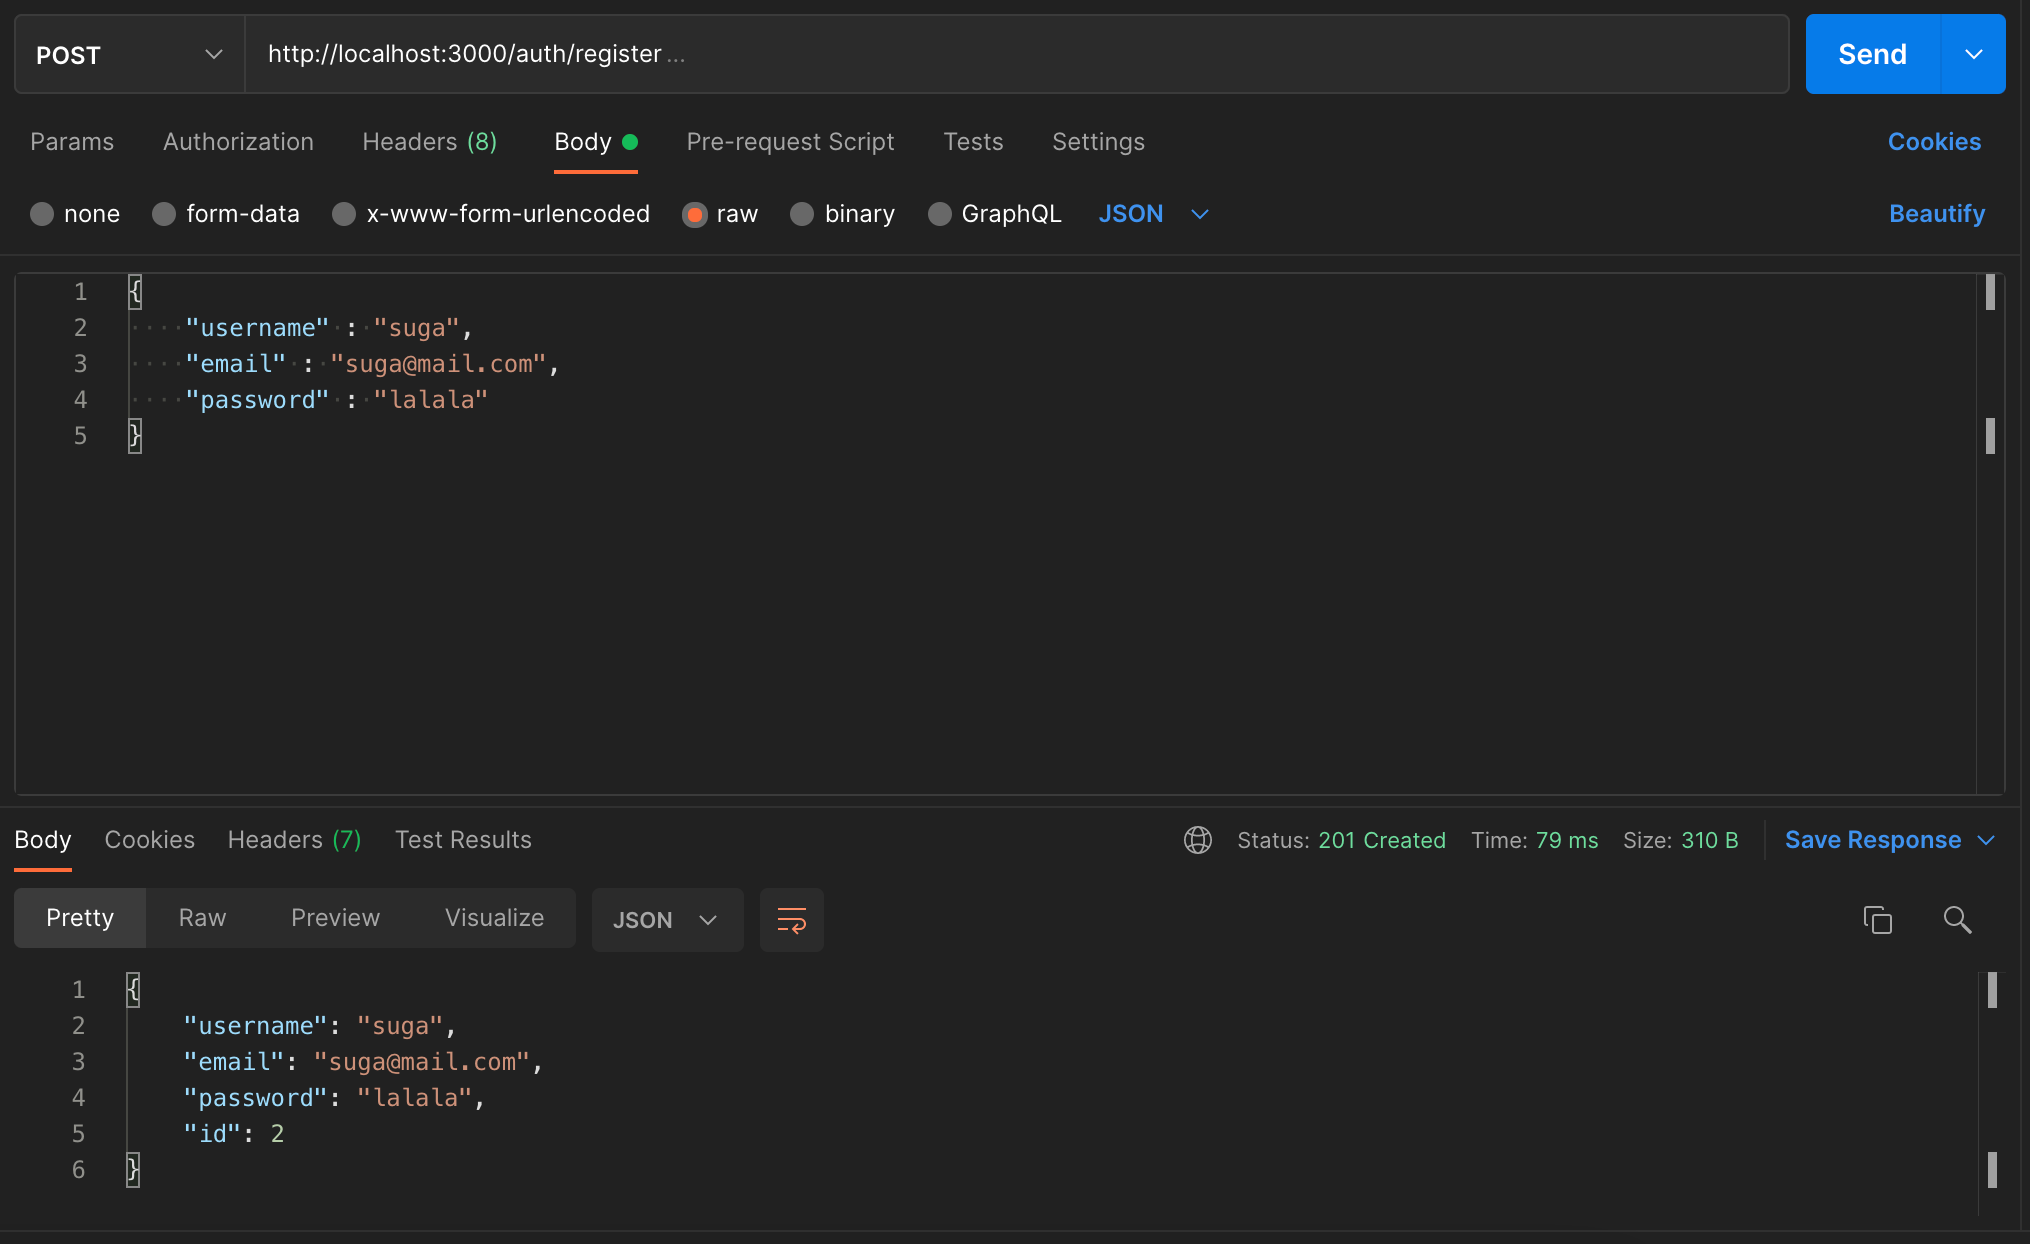 POST http://localhost:3000/auth/register ... Send
Params Authorization Headers (8) Body Pre-request Script Tests Settings Cookies
none form-data x-www-form-urlencoded raw binary GraphQL JSON Beautify
1 {
2 "username" : "suga",
3 "email" : "suga@mail.com",
4 "password" : "lalala"
5 }
Body Cookies Headers (7) Test Results Status: 201 Created Time: 79 ms Size: 310 B Save Response
Pretty Raw Preview Visualize JSON
1 {
2 "username": "suga",
3 "email": "suga@mail.com",
4 "password": "lalala",
5 "id": 2
6 }